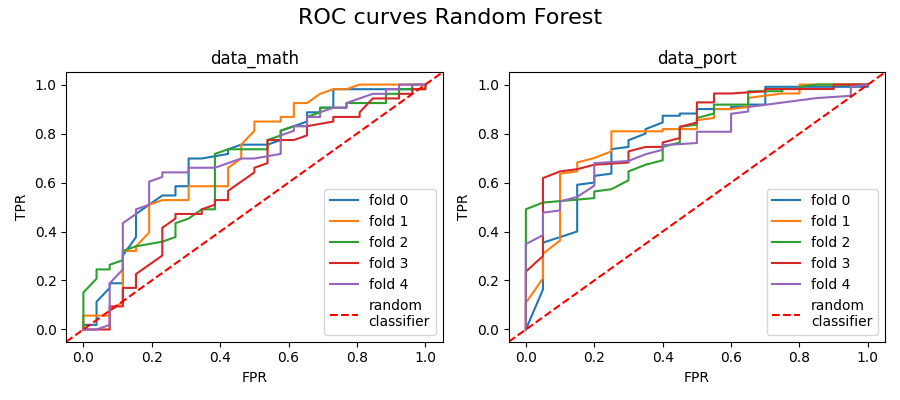 ROC curves Random Forest
data_math
1.0
0.8
0.6
0.4
0.2
0.0
TPR
0.0 0.2 0.4 0.6 0.8 1.0
FPR
fold 0
fold 1
fold 2
fold 3
fold 4
random
classifier
data_port
1.0
0.8
0.6
0.4
0.2
0.0
TPR
0.0 0.2 0.4 0.6 0.8 1.0
FPR
fold 0
fold 1
fold 2
fold 3
fold 4
random
classifier